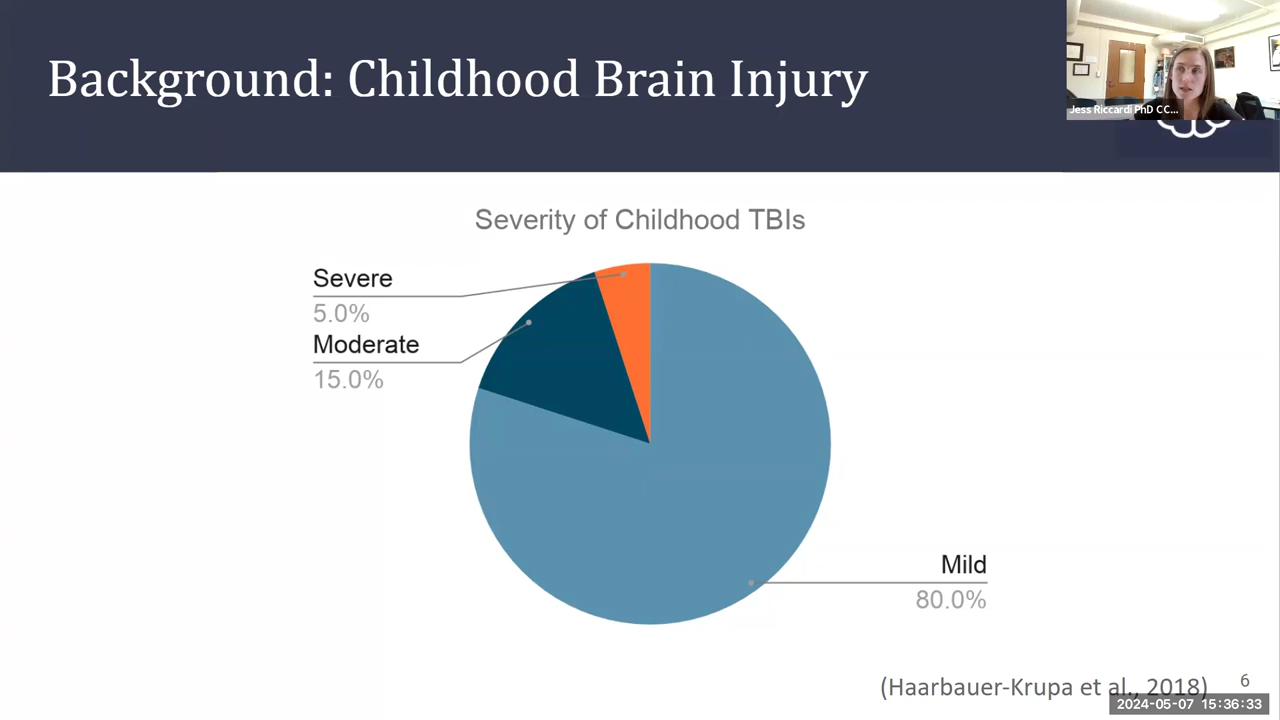 Background: Childhood Brain Injury
Jess Riccardi PhD CC...
Severity of Childhood TBIs
Severe
5.0%
Moderate
15.0%
Mild
80.0%
(Haarbauer-Krupa et al., 2018)
6
2024-05-07 15:36:33